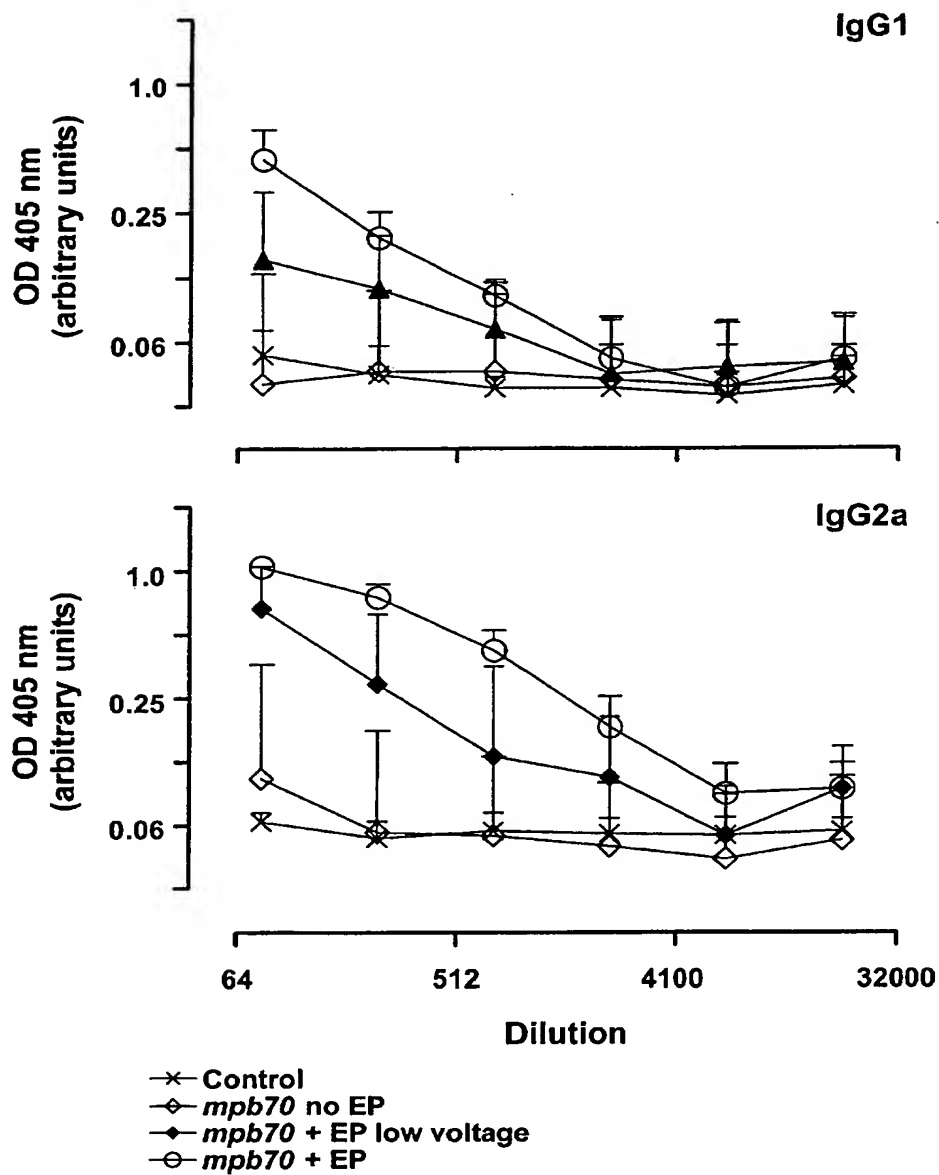 IgG1
1.0
0.25
0.06
OD 405 nm
(arbitrary units)
IgG2a
1.0
0.25
0.06
OD 405 nm
(arbitrary units)
64
512
4100
32000
Dilution
Control
mpb70 no EP
mpb70 + EP low voltage
mpb70 + EP